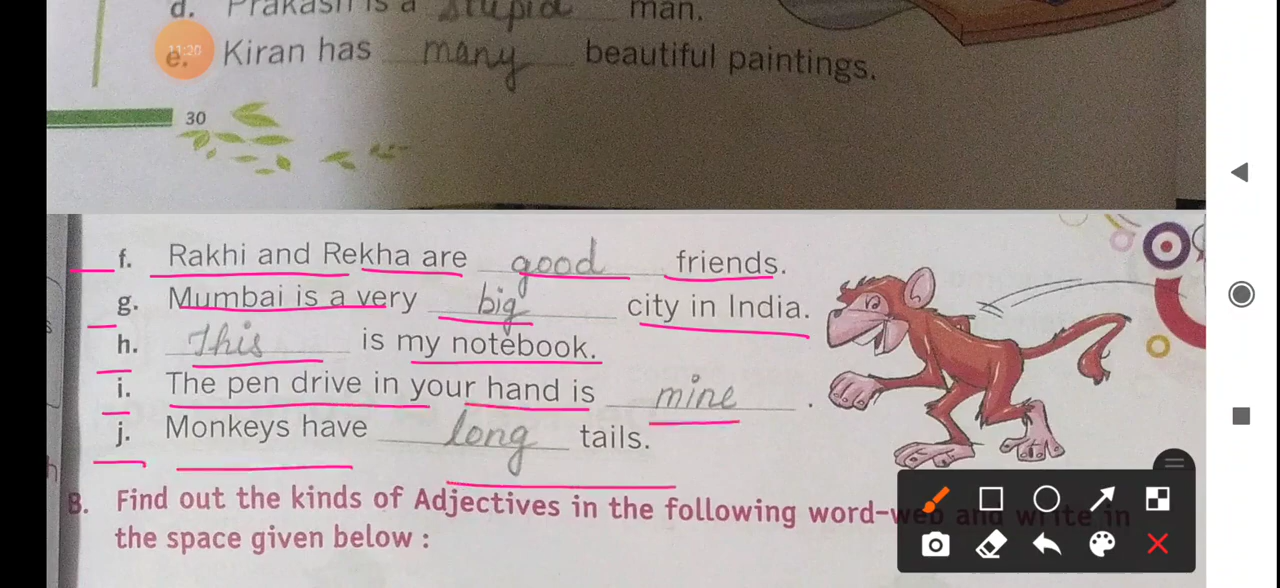 d. Prakash is a stupid man.
e. Kiran has many beautiful paintings.
11:20
30
f. Rakhi and Rekha are good friends.
g. Mumbai is a very big city in India.
h. This is my notebook.
i. The pen drive in your hand is mine.
j. Monkeys have long tails.
B. Find out the kinds of Adjectives in the following word-web and write in
the space given below :